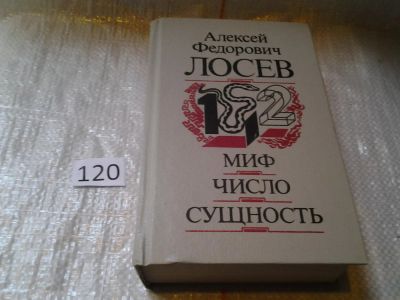 Алексей
Федорович
ЛОСЕВ
1 2
МИФ
ЧИСЛО
СУЩНОСТЬ
120